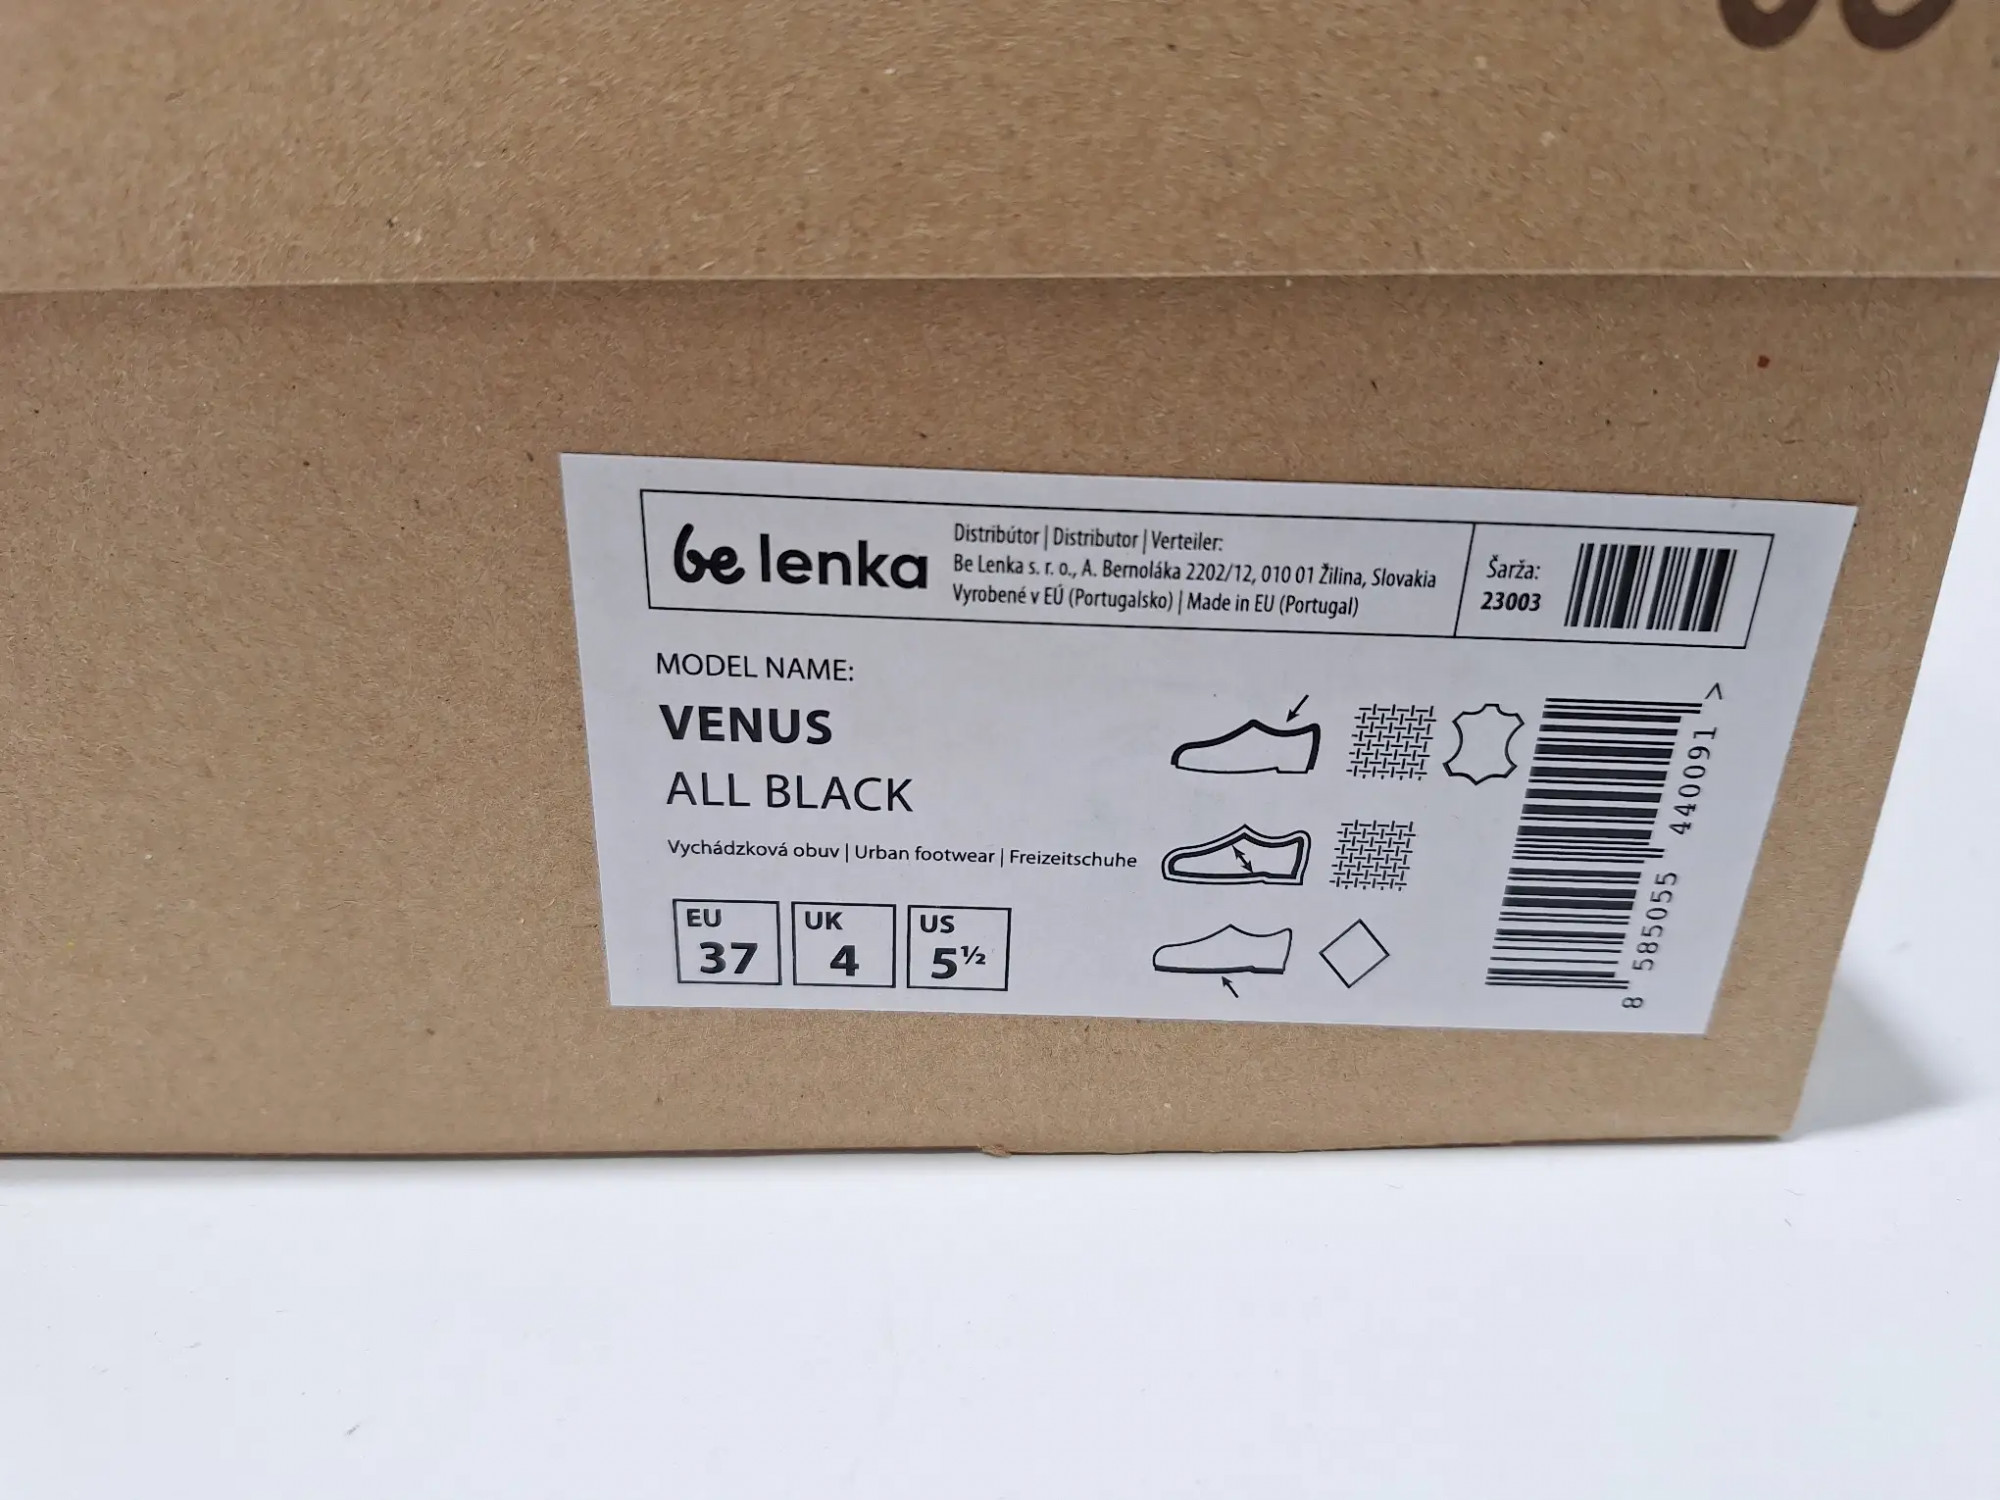 be lenka
Distribútor | Distributor | Verteiler:
Be Lenka s. r. o., A. Bernoláka 2202/12, 010 01 Žilina, Slovakia
Vyrobené v EÚ (Portugalsko) | Made in EU (Portugal)
Šarža:
23003
MODEL NAME:
VENUS
ALL BLACK
Vychádzková obuv | Urban footwear | Freizeitschuhe
EU
37
UK
4
US
5½
8 585055 440091 >